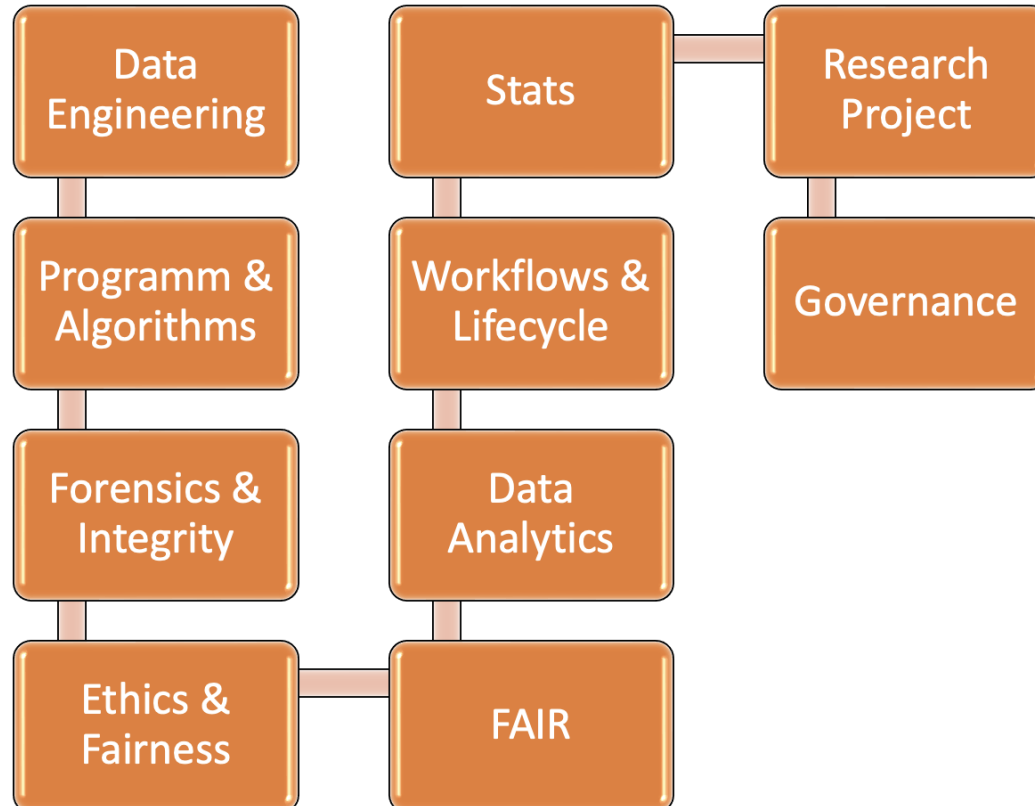 Data
Engineering
Programm &
Algorithms
Forensics &
Integrity
Ethics &
Fairness
FAIR
Data
Analytics
Workflows &
Lifecycle
Stats
Research
Project
Governance